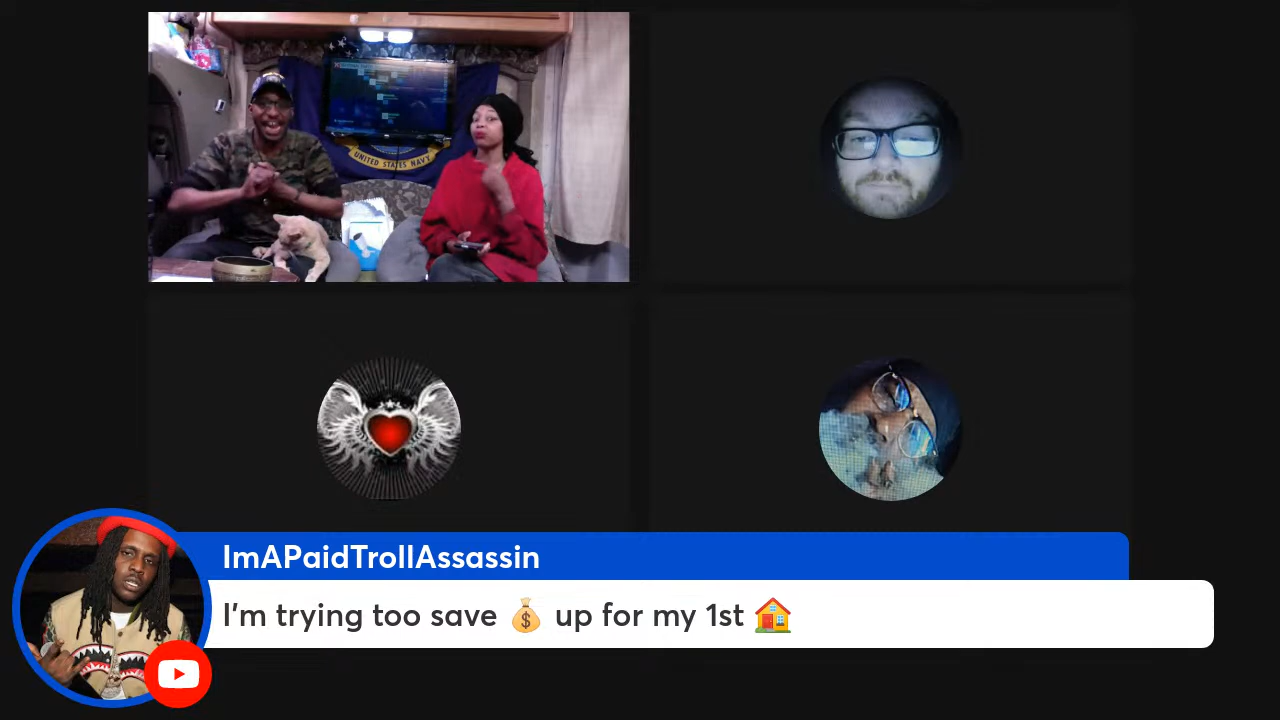 UNITED STATES NAVY
ImAPaidTrollAssassin
I'm trying too save 💰 up for my 1st 🏠